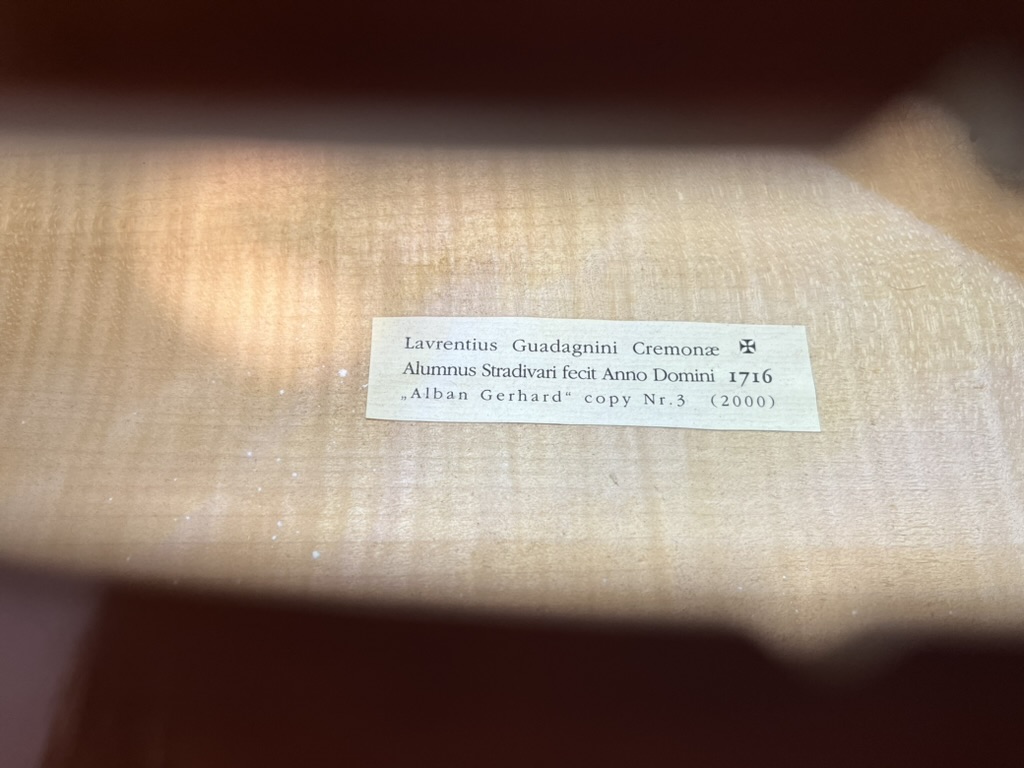 Lavrentius Guadagnini Cremonæ ✠
Alumnus Stradivari fecit Anno Domini 1716
„Alban Gerhard“ copy Nr.3 (2000)